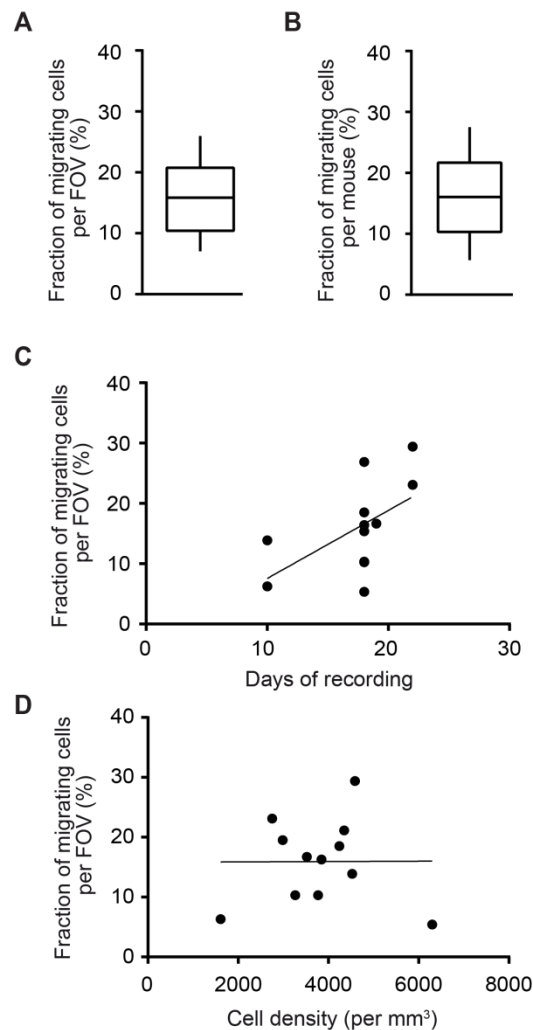 A
Fraction of migrating cells
per FOV (%)
40
30
20
10
0
B
Fraction of migrating cells
per mouse (%)
40
30
20
10
0
C
Fraction of migrating cells
per FOV (%)
40
30
20
10
0
0 10 20 30
Days of recording
D
Fraction of migrating cells
per FOV (%)
40
30
20
10
0
0 2000 4000 6000 8000
Cell density (per mm³)